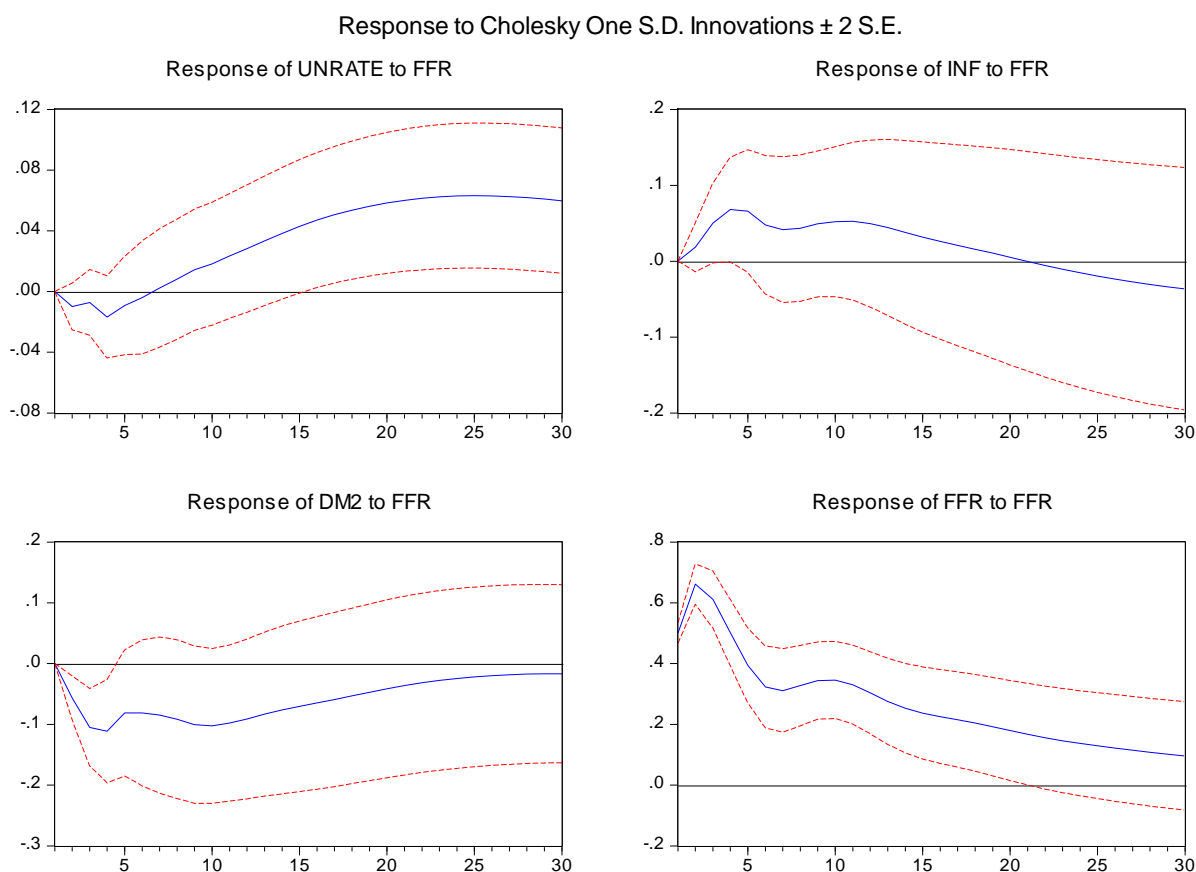 Response to Cholesky One S.D. Innovations ± 2 S.E.
Response of UNRATE to FFR
.12
.08
.04
.00
-.04
-.08
5 10 15 20 25 30
Response of INF to FFR
.2
.1
.0
-.1
-.2
5 10 15 20 25 30
Response of DM2 to FFR
.2
.1
.0
-.1
-.2
-.3
5 10 15 20 25 30
Response of FFR to FFR
.8
.6
.4
.2
.0
-.2
5 10 15 20 25 30